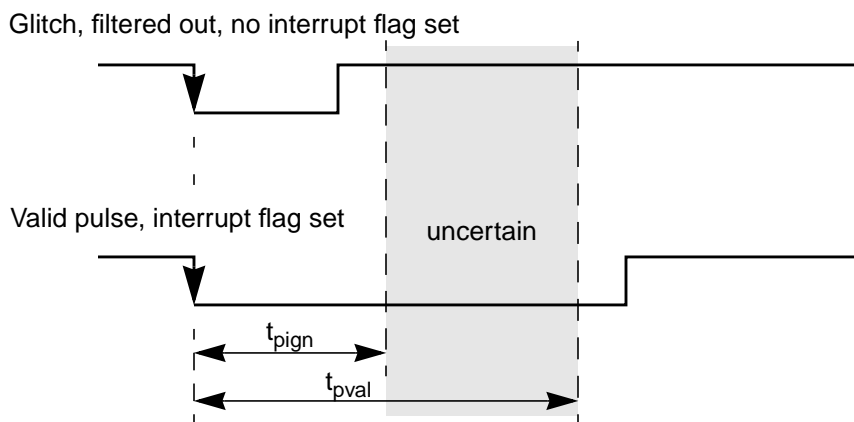 Glitch, filtered out, no interrupt flag set
Valid pulse, interrupt flag set
uncertain
tpign
tpval